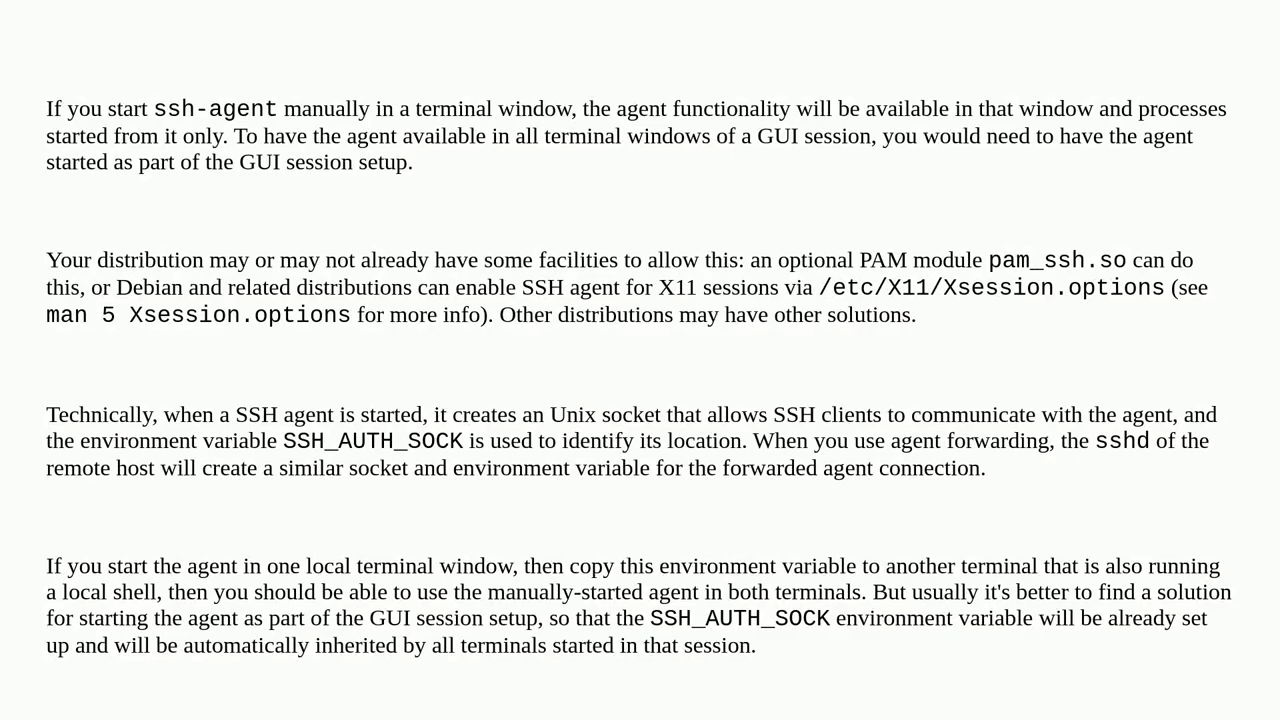 If you start ssh-agent manually in a terminal window, the agent functionality will be available in that window and processes
started from it only. To have the agent available in all terminal windows of a GUI session, you would need to have the agent
started as part of the GUI session setup.
Your distribution may or may not already have some facilities to allow this: an optional PAM module pam_ssh.so can do
this, or Debian and related distributions can enable SSH agent for X11 sessions via /etc/X11/Xsession.options (see
man 5 Xsession.options for more info). Other distributions may have other solutions.
Technically, when a SSH agent is started, it creates an Unix socket that allows SSH clients to communicate with the agent, and
the environment variable SSH_AUTH_SOCK is used to identify its location. When you use agent forwarding, the sshd of the
remote host will create a similar socket and environment variable for the forwarded agent connection.
If you start the agent in one local terminal window, then copy this environment variable to another terminal that is also running
a local shell, then you should be able to use the manually-started agent in both terminals. But usually it's better to find a solution
for starting the agent as part of the GUI session setup, so that the SSH_AUTH_SOCK environment variable will be already set
up and will be automatically inherited by all terminals started in that session.